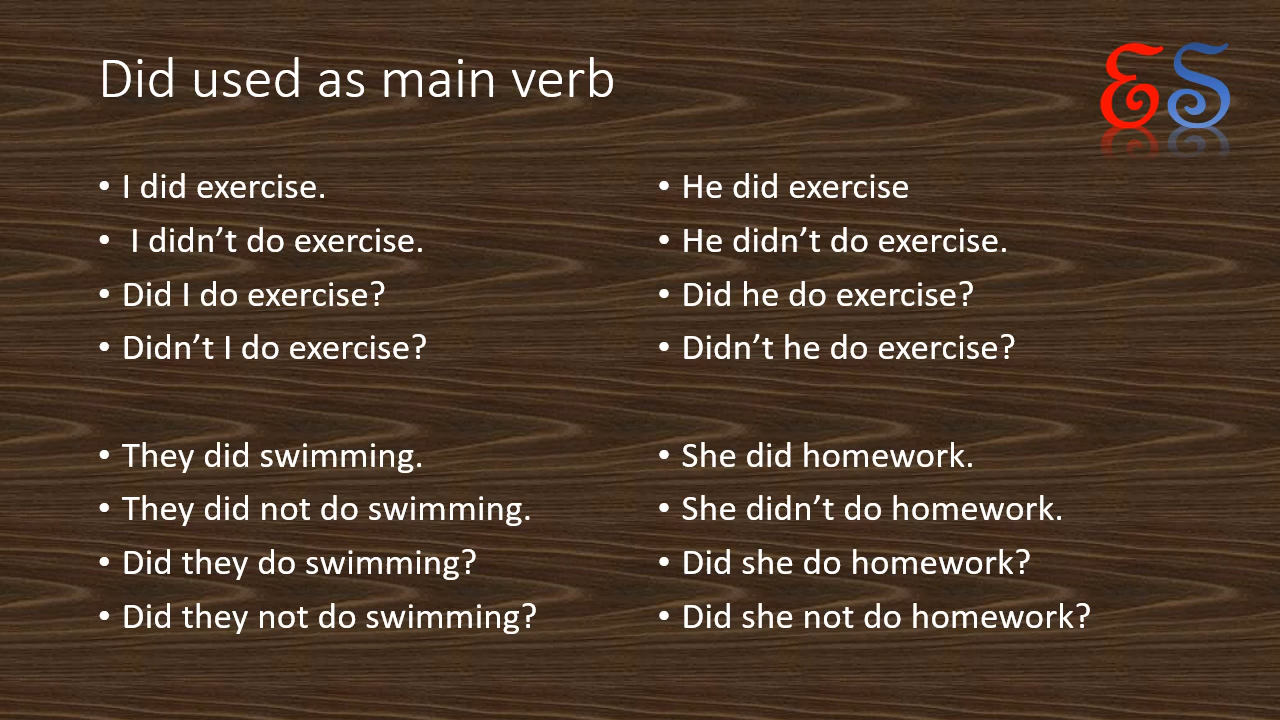 Did used as main verb
ES
• I did exercise.
• I didn’t do exercise.
• Did I do exercise?
• Didn’t I do exercise?
• They did swimming.
• They did not do swimming.
• Did they do swimming?
• Did they not do swimming?
• He did exercise
• He didn’t do exercise.
• Did he do exercise?
• Didn’t he do exercise?
• She did homework.
• She didn’t do homework.
• Did she do homework?
• Did she not do homework?